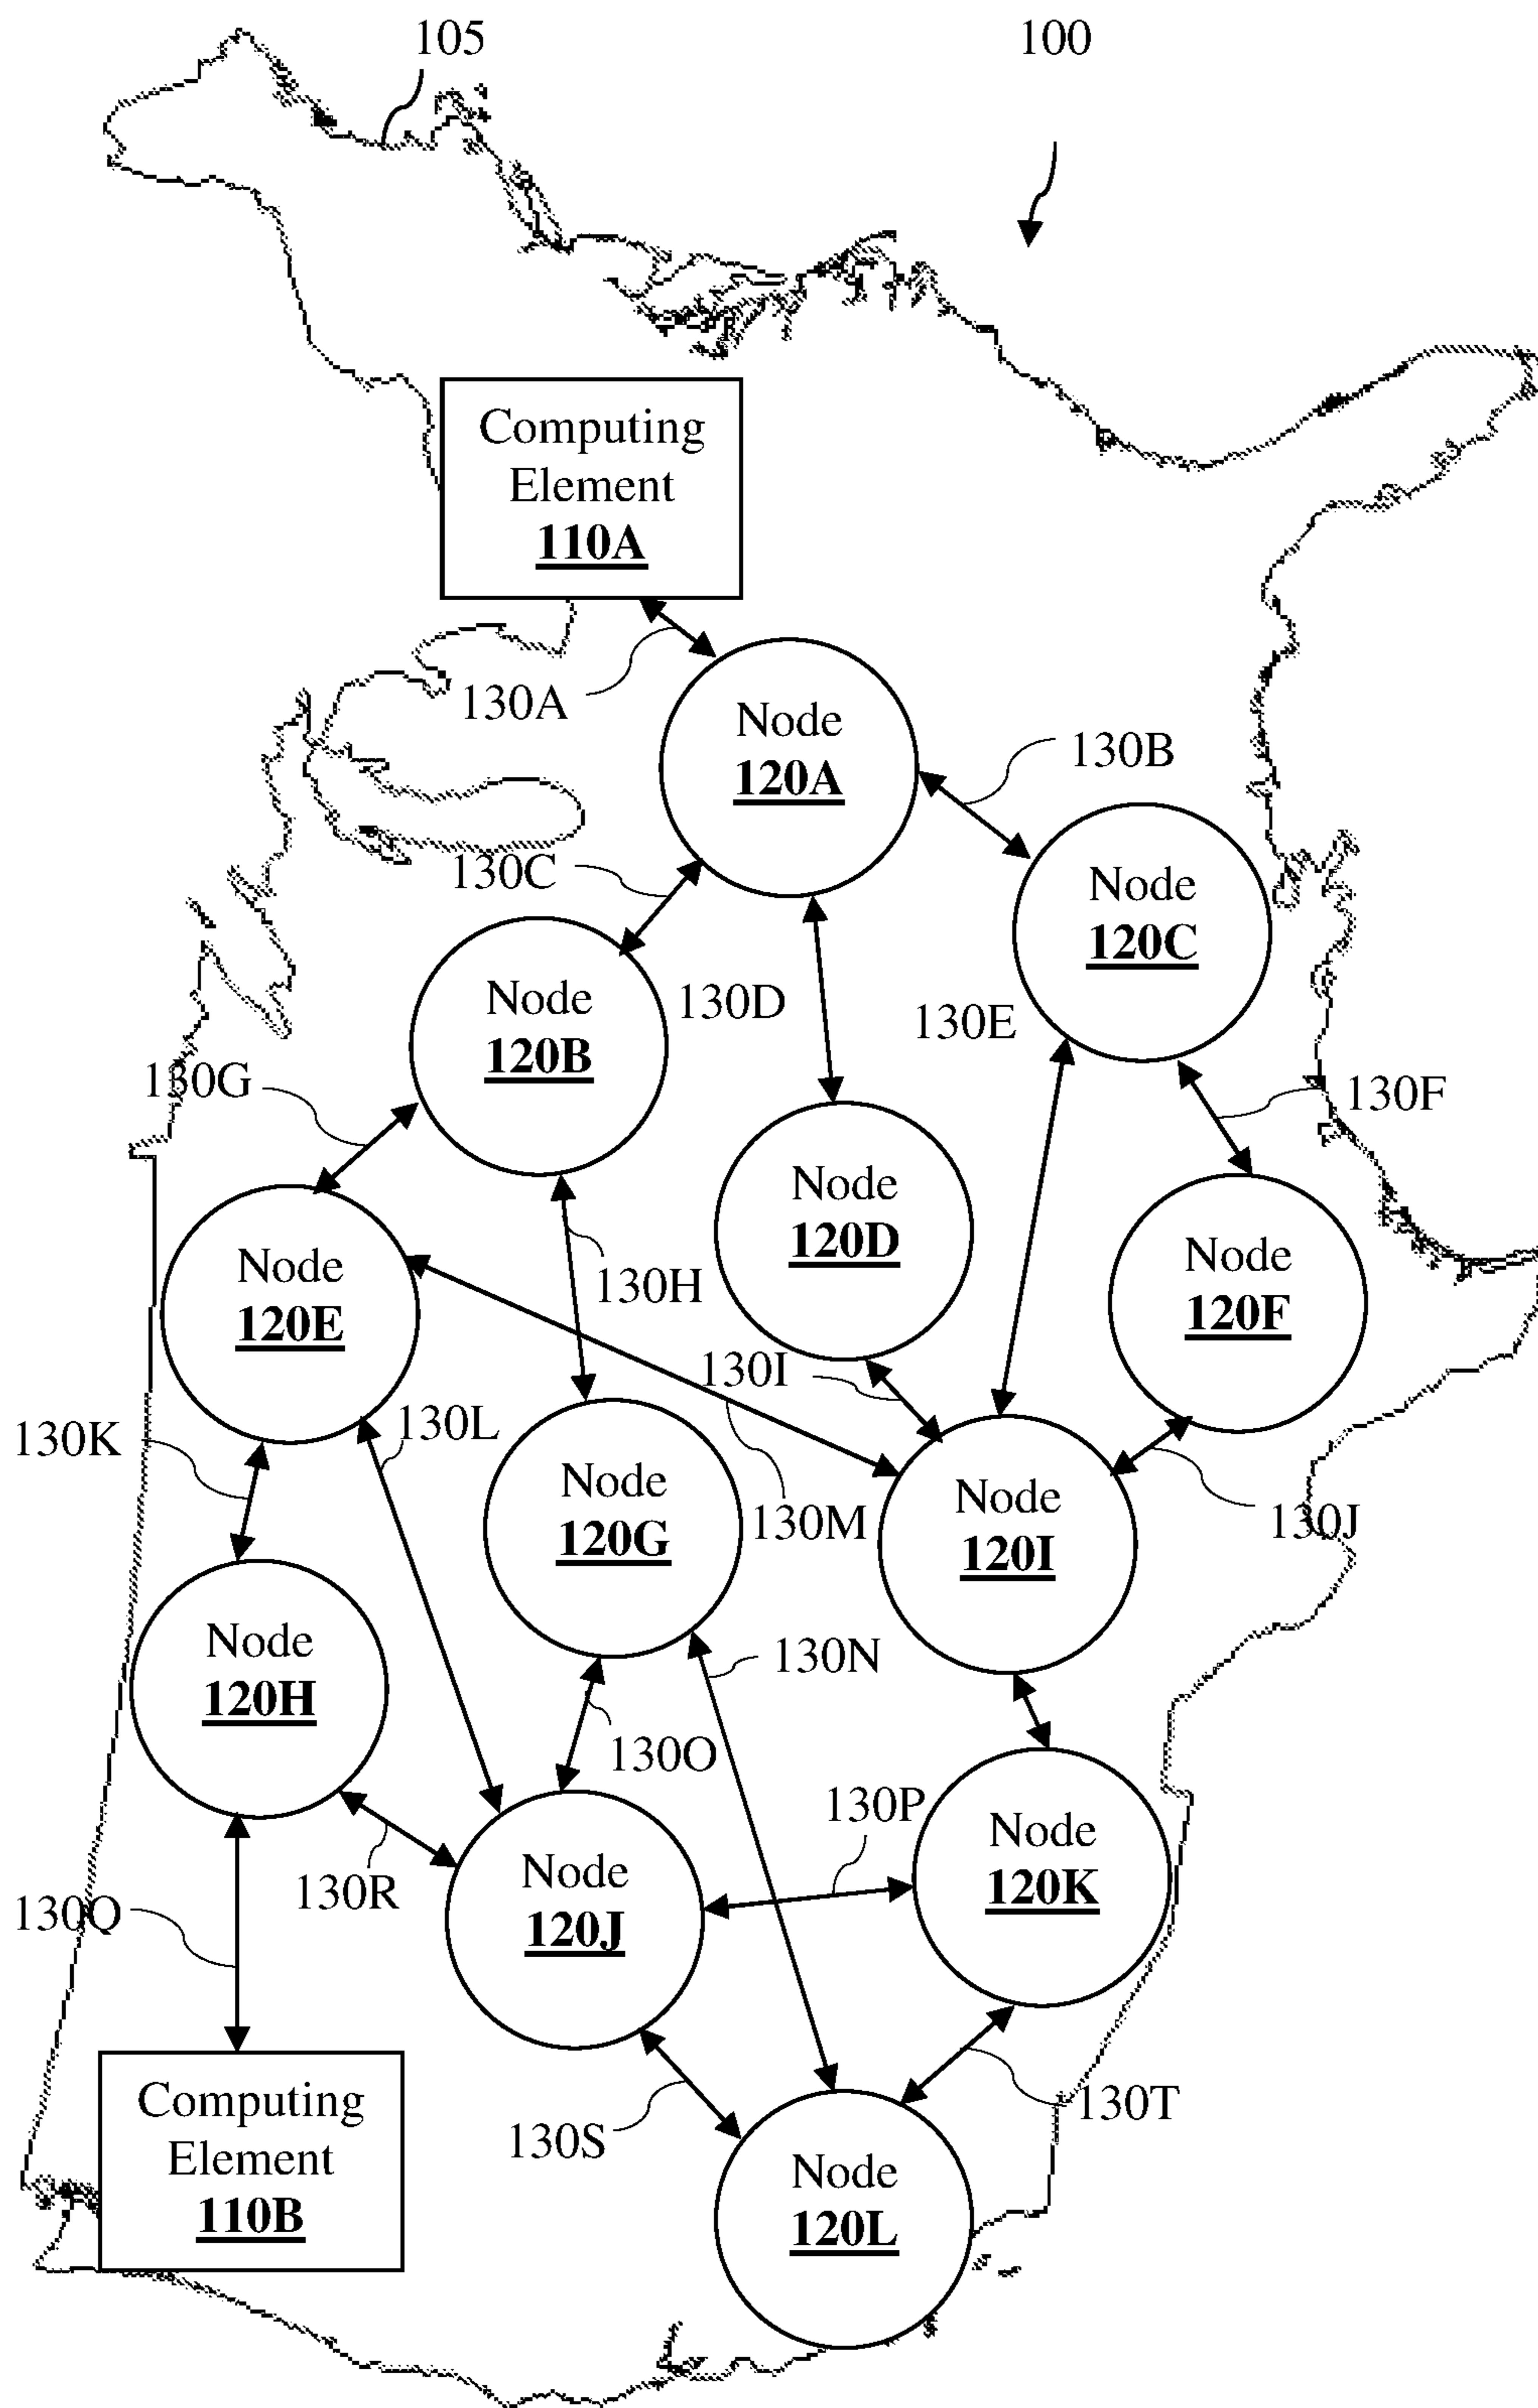 105
100
Computing
Element
110A
130A
Node
120A
130B
130C
Node
120C
Node
120B
130D
130E
130G
130F
Node
120D
Node
120E
130H
Node
120F
130I
130K
130L
Node
120G
130M
Node
120I
130J
Node
120H
130N
130O
130P
Node
120K
130R
130Q
Node
120J
Computing
Element
110B
130S
130T
Node
120L